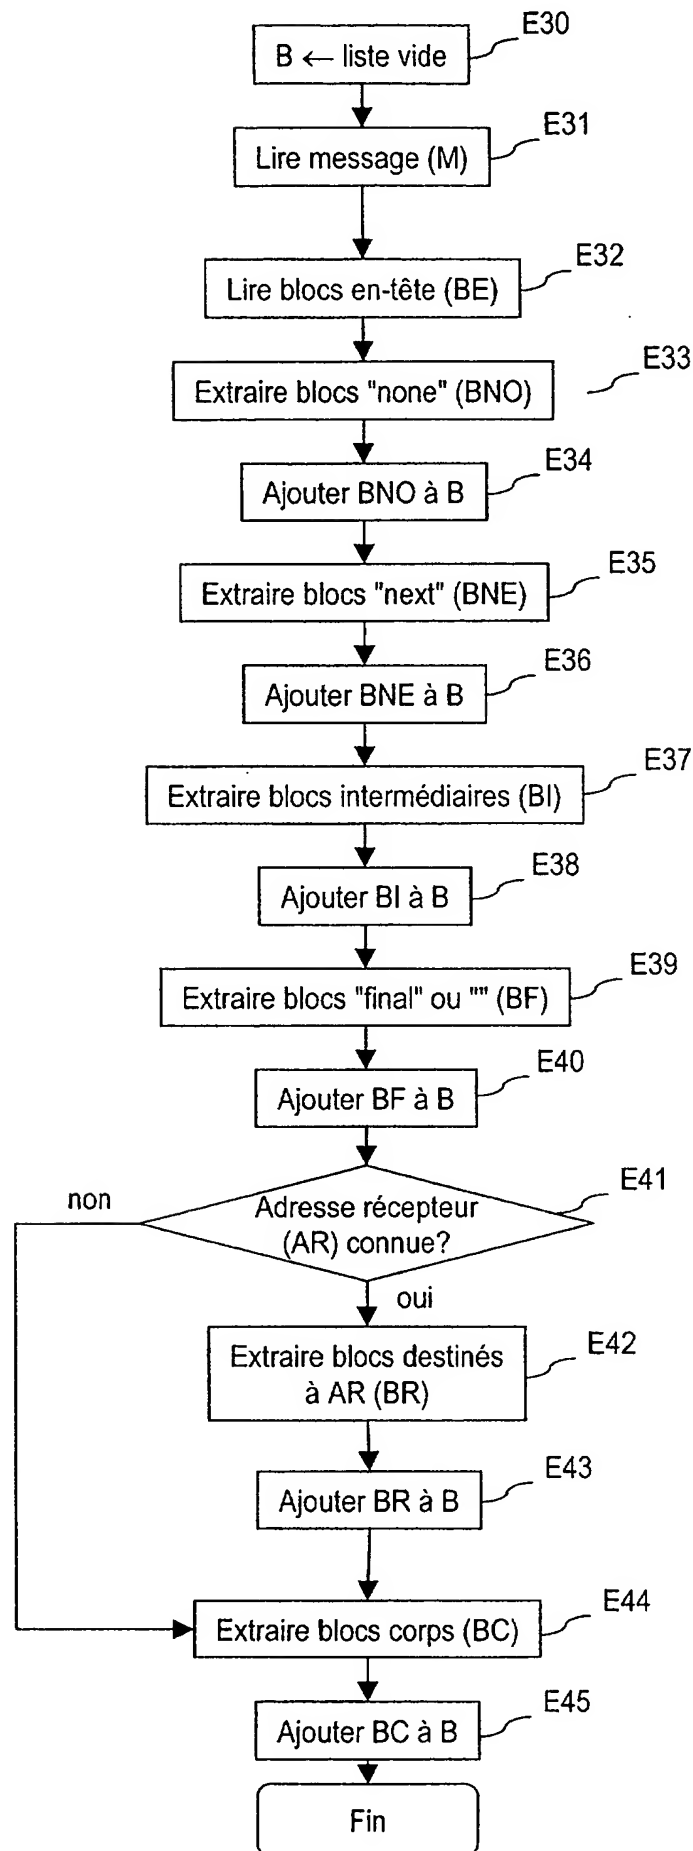 E30
B ← liste vide
E31
Lire message (M)
E32
Lire blocs en-tête (BE)
E33
Extraire blocs "none" (BNO)
E34
Ajouter BNO à B
E35
Extraire blocs "next" (BNE)
E36
Ajouter BNE à B
E37
Extraire blocs intermédiaires (BI)
E38
Ajouter BI à B
E39
Extraire blocs "final" ou "" (BF)
E40
Ajouter BF à B
E41
non
Adresse récepteur
(AR) connue?
oui
E42
Extraire blocs destinés
à AR (BR)
E43
Ajouter BR à B
E44
Extraire blocs corps (BC)
E45
Ajouter BC à B
Fin